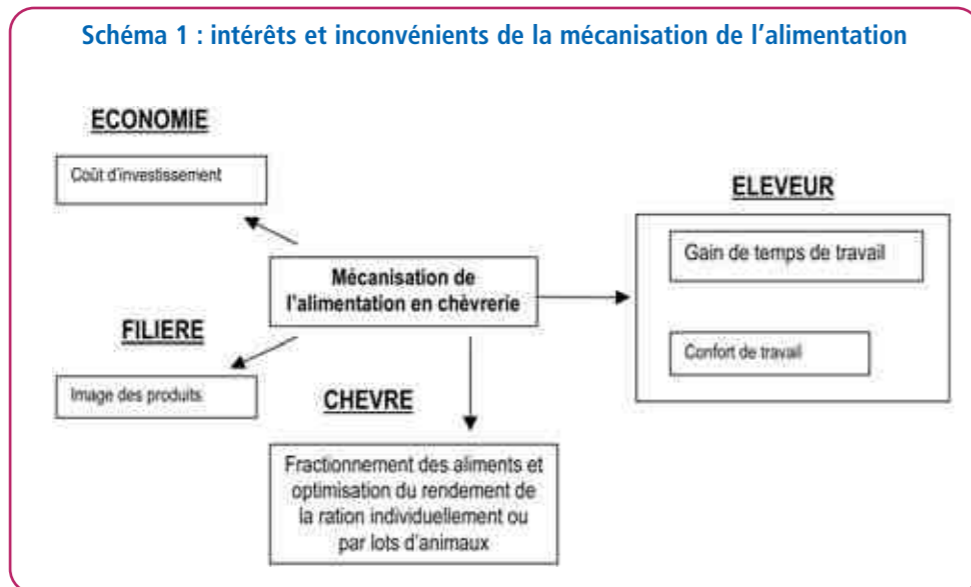 Schéma 1 : intérêts et inconvénients de la mécanisation de l'alimentation
ECONOMIE
Coût d'investissement
ELEVEUR
Gain de temps de travail
Confort de travail
Mécanisation de
l'alimentation en chèvrerie
FILIERE
Image des produits
CHEVRE
Fractionnement des aliments et
optimisation du rendement de
la ration individuellement ou
par lots d'animaux